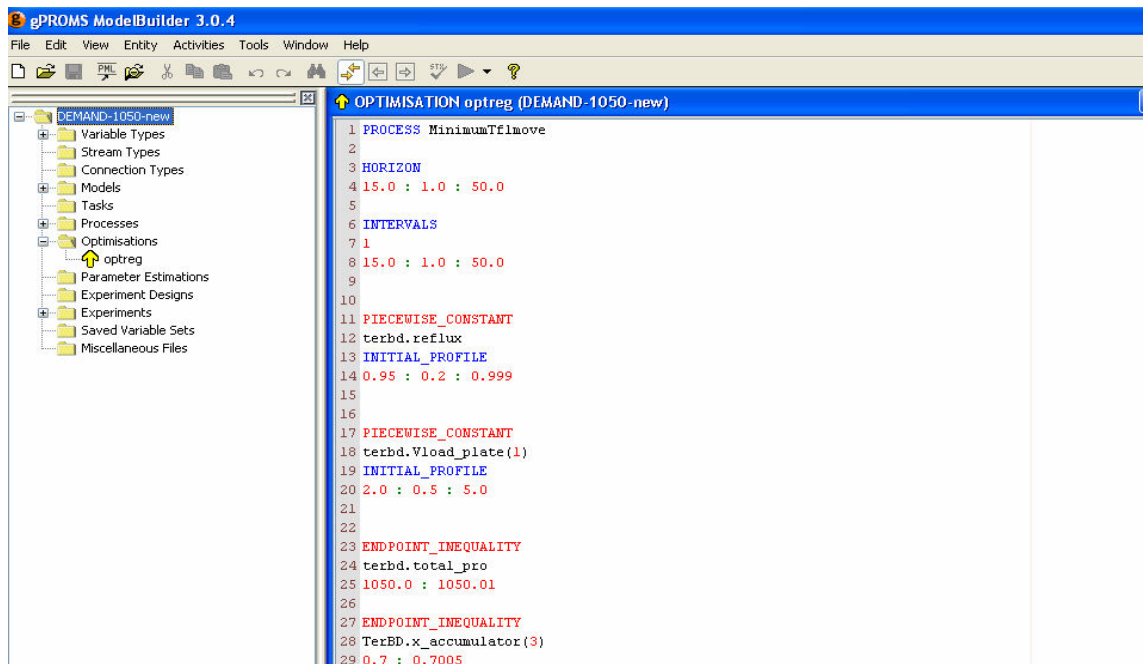 gPROMS ModelBuilder 3.0.4
File Edit View Entity Activities Tools Window Help
DEMAND-1050-new
Variable Types
Stream Types
Connection Types
Models
Tasks
Processes
Optimisations
optreg
Parameter Estimations
Experiment Designs
Experiments
Saved Variable Sets
Miscellaneous Files
OPTIMISATION optreg (DEMAND-1050-new)
1 PROCESS MinimumTf1move
2
3 HORIZON
4 15.0 : 1.0 : 50.0
5
6 INTERVALS
7 1
8 15.0 : 1.0 : 50.0
9
10
11 PIECEWISE_CONSTANT
12 terbd.reflux
13 INITIAL_PROFILE
14 0.95 : 0.2 : 0.999
15
16
17 PIECEWISE_CONSTANT
18 terbd.Vload_plate(1)
19 INITIAL_PROFILE
20 2.0 : 0.5 : 5.0
21
22
23 ENDPOINT_INEQUALITY
24 terbd.total_pro
25 1050.0 : 1050.01
26
27 ENDPOINT_INEQUALITY
28 TerBD.x_accumulator(3)
29 0.7 : 0.7005